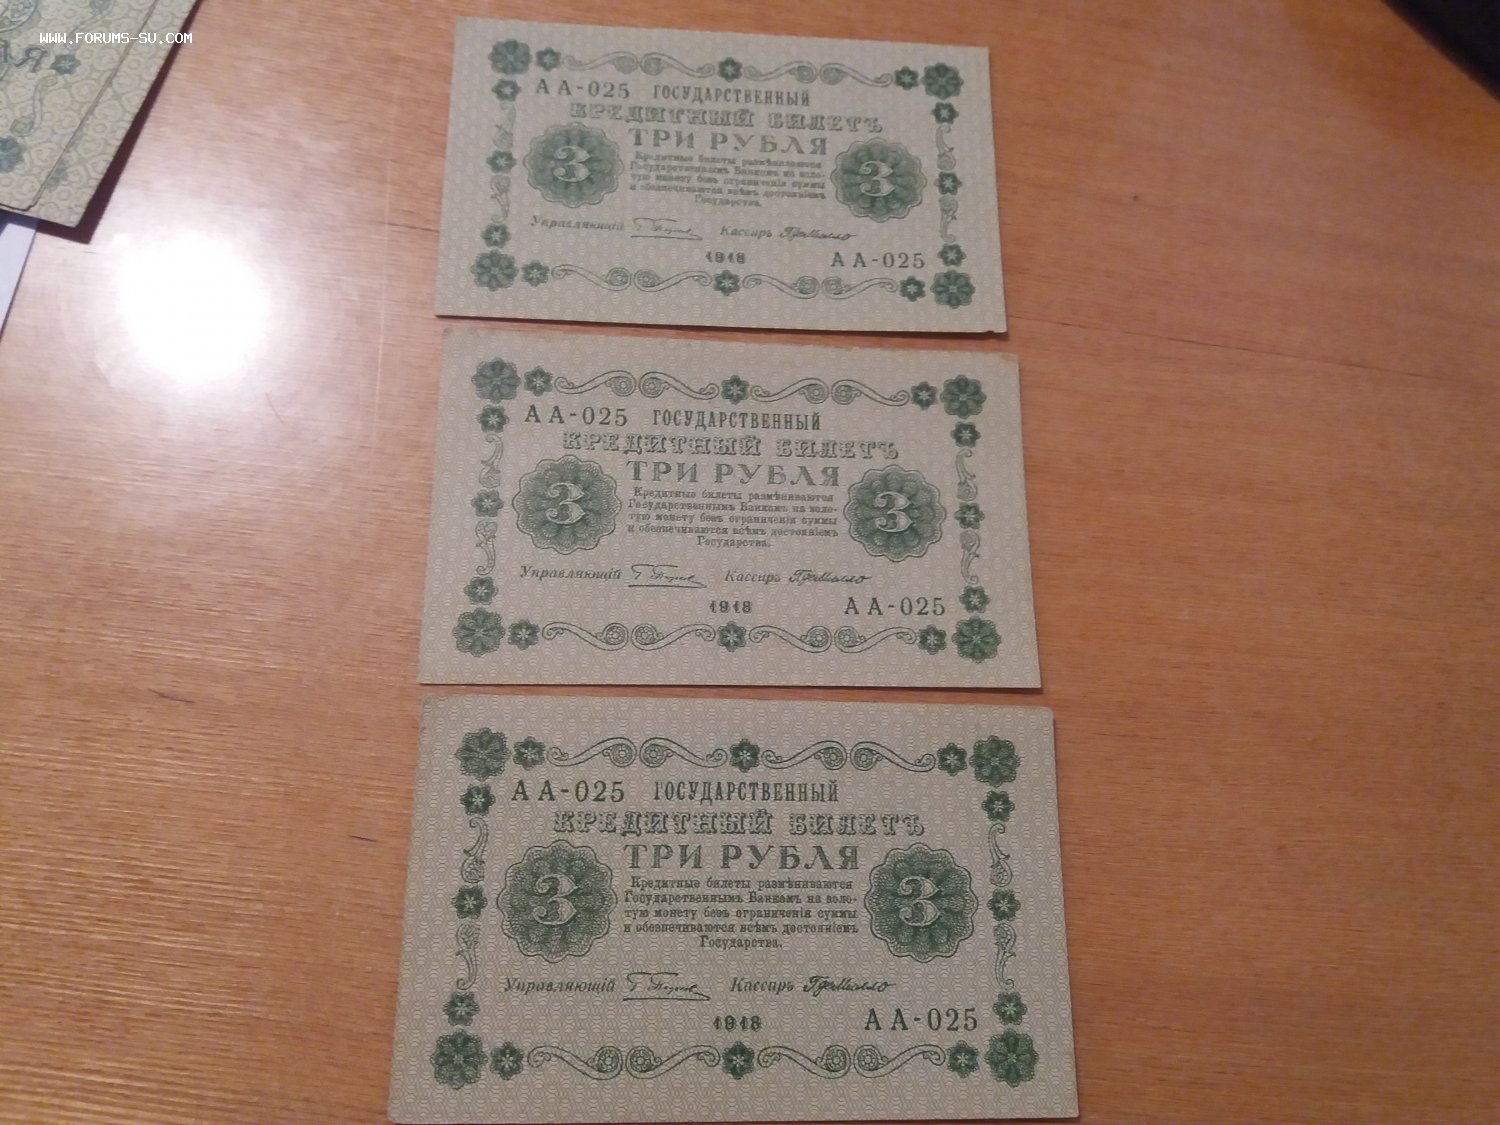 WWW.FORUMS-SU.COM
АА-025 ГОСУДАРСТВЕННЫЙ
КРЕДИТНЫЙ БИЛЕТЪ
ТРИ РУБЛЯ
3 3
Кредитные билеты размѣниваются
Государственнымъ Банкомъ на золо-
тую монету безъ ограниченія суммы
и обезпечиваются всѣмъ достояніемъ
Государства.
Управляющій Кассиръ
1918 АА-025
АА-025 ГОСУДАРСТВЕННЫЙ
КРЕДИТНЫЙ БИЛЕТЪ
ТРИ РУБЛЯ
3 3
Кредитные билеты размѣниваются
Государственнымъ Банкомъ на золо-
тую монету безъ ограниченія суммы
и обезпечиваются всѣмъ достояніемъ
Государства.
Управляющій Кассиръ
1918 АА-025
АА-025 ГОСУДАРСТВЕННЫЙ
КРЕДИТНЫЙ БИЛЕТЪ
ТРИ РУБЛЯ
3 3
Кредитные билеты размѣниваются
Государственнымъ Банкомъ на золо-
тую монету безъ ограниченія суммы
и обезпечиваются всѣмъ достояніемъ
Государства.
Управляющій Кассиръ
1918 АА-025